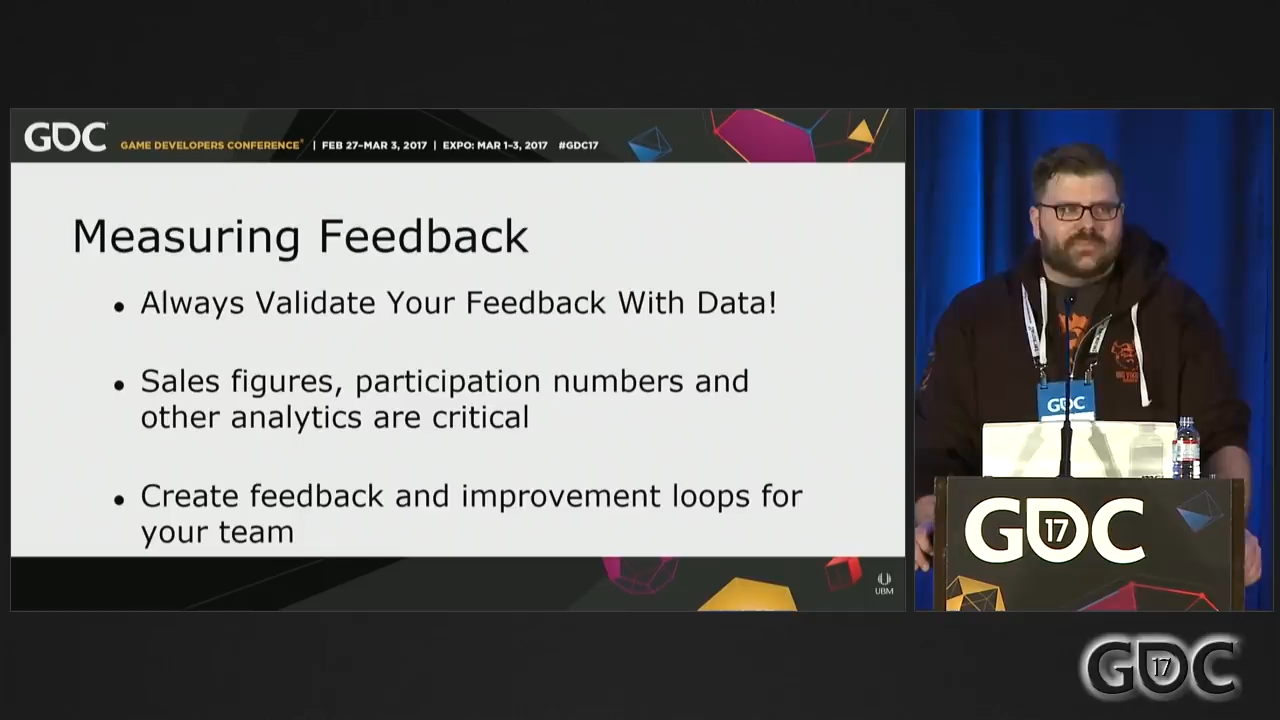 GDC
GAME DEVELOPERS CONFERENCE® | FEB 27–MAR 3, 2017 | EXPO: MAR 1–3, 2017 #GDC17
Measuring Feedback
• Always Validate Your Feedback With Data!
• Sales figures, participation numbers and
other analytics are critical
• Create feedback and improvement loops for
your team
UBM
GDC
GDC
17
GDC
17